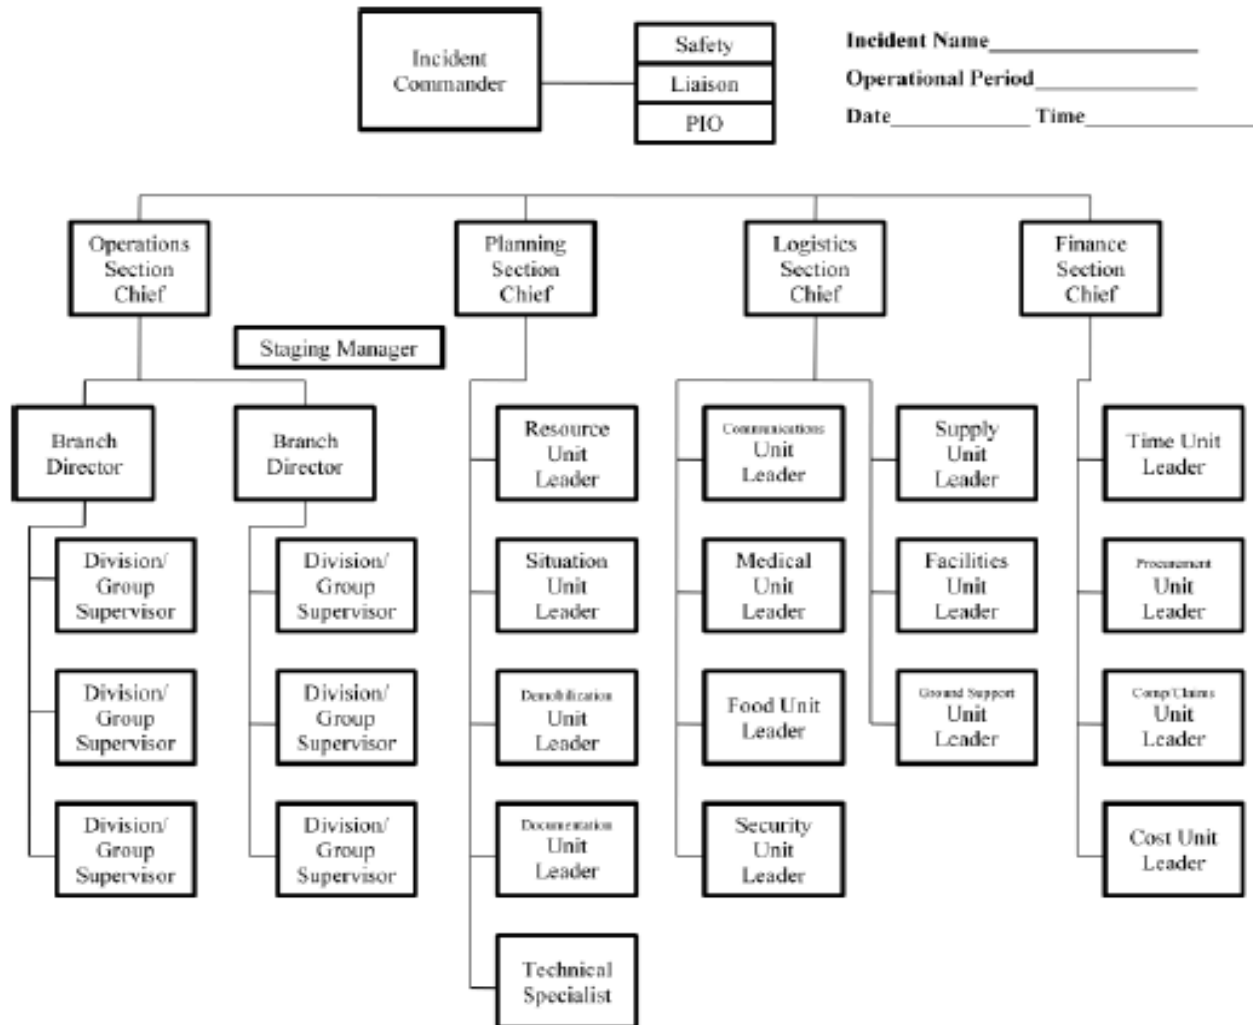 Incident
Commander
Safety
Liaison
PIO
Incident Name
Operational Period
Date Time
Operations
Section
Chief
Planning
Section
Chief
Logistics
Section
Chief
Finance
Section
Chief
Staging Manager
Branch
Director
Branch
Director
Resource
Unit
Leader
Communications
Unit
Leader
Supply
Unit
Leader
Time Unit
Leader
Division/
Group
Supervisor
Division/
Group
Supervisor
Situation
Unit
Leader
Medical
Unit
Leader
Facilities
Unit
Leader
Procurement
Unit
Leader
Division/
Group
Supervisor
Division/
Group
Supervisor
Demobilization
Unit
Leader
Food Unit
Leader
Ground Support
Unit
Leader
Comp/Claims
Unit
Leader
Division/
Group
Supervisor
Division/
Group
Supervisor
Documentation
Unit
Leader
Security
Unit
Leader
Cost Unit
Leader
Technical
Specialist